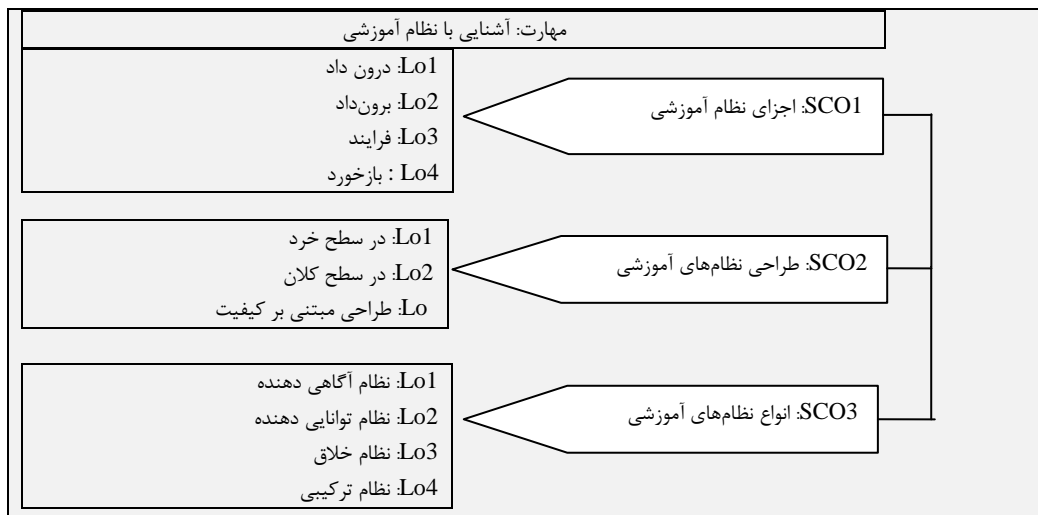 مهارت: آشنایی با نظام آموزشی
SCO1: اجزای نظام آموزشی
Lo1: درون داد
Lo2: برون‌داد
Lo3: فرایند
Lo4 : بازخورد
SCO2: طراحی نظام‌های آموزشی
Lo1: در سطح خرد
Lo2: در سطح کلان
Lo: طراحی مبتنی بر کیفیت
SCO3: انواع نظام‌های آموزشی
Lo1: نظام آگاهی دهنده
Lo2: نظام توانایی دهنده
Lo3: نظام خلاق
Lo4: نظام ترکیبی